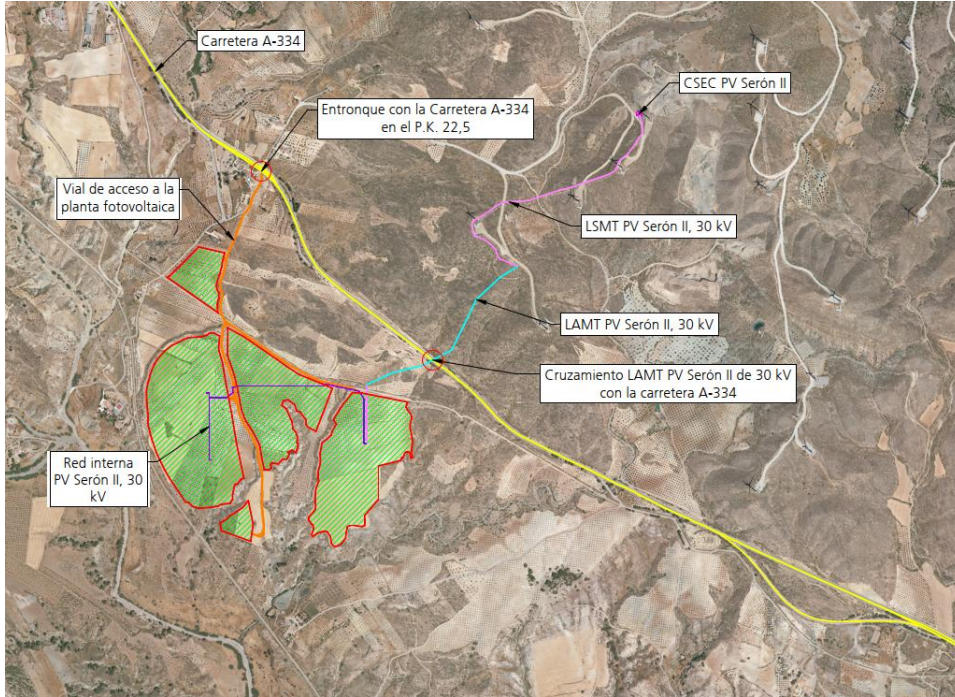 Carretera A-334
CSEC PV Serón II
Entronque con la Carretera A-334
en el P.K. 22,5
Vial de acceso a la
planta fotovoltaica
LSMT PV Serón II, 30 kV
LAMT PV Serón II, 30 kV
Cruzamiento LAMT PV Serón II de 30 kV
con la carretera A-334
Red interna
PV Serón II, 30
kV